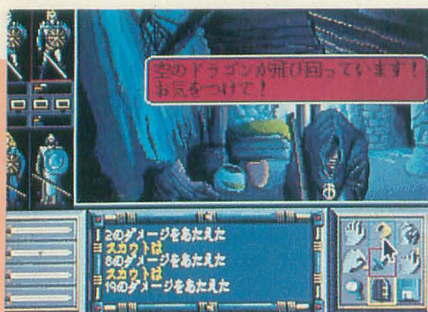 空のドラゴンが飛び回っています！
お気をつけて！
2のダメージをあたえた
スカウトは
8のダメージをあたえた
スカウトは
19のダメージをあたえた